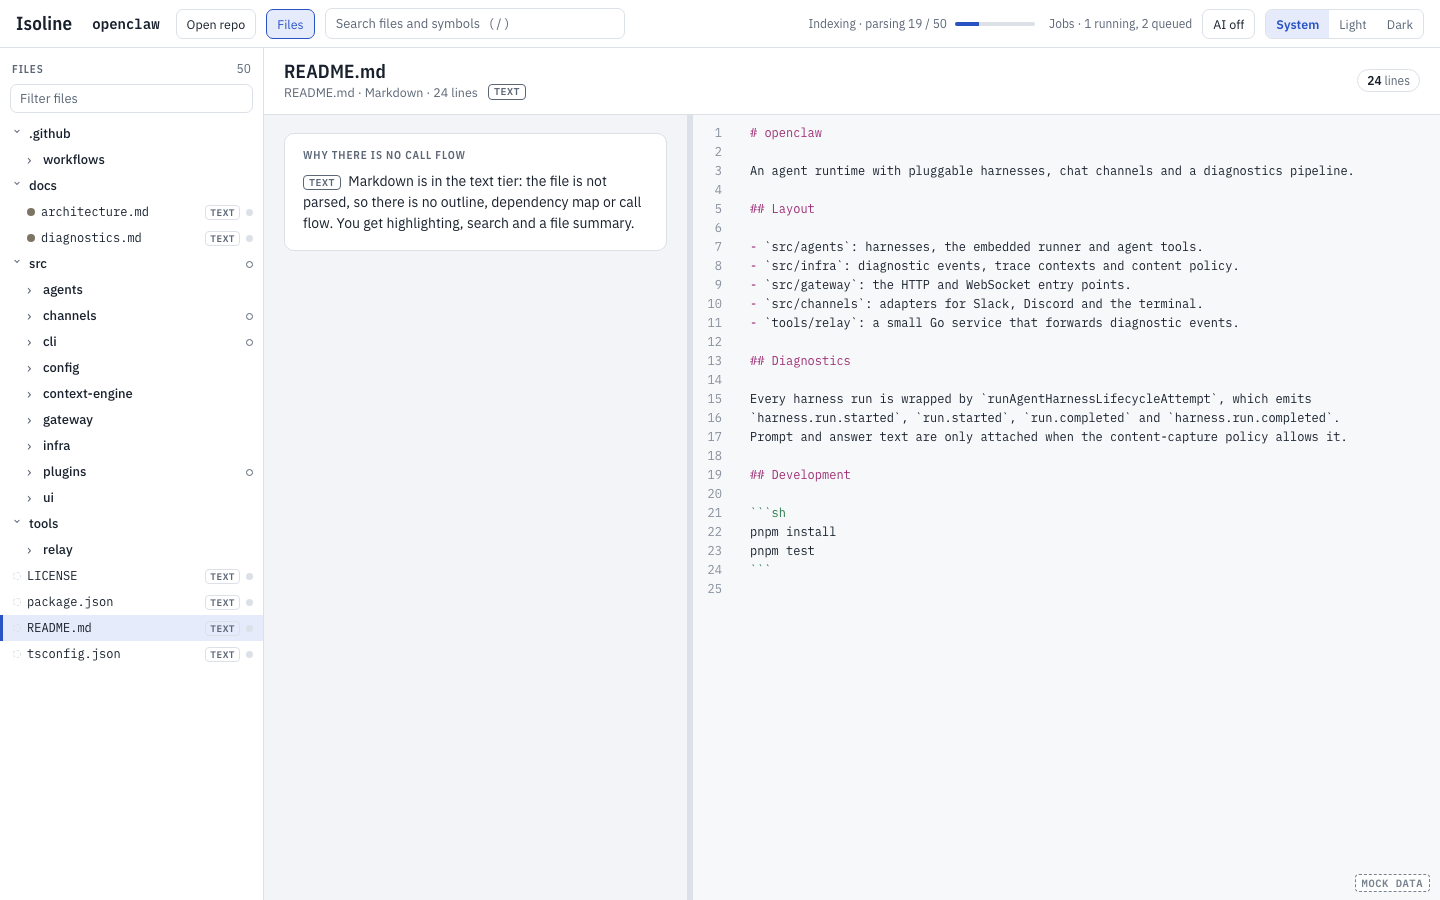 Isoline openclaw Open repo Files Search files and symbols (/) Indexing · parsing 19 / 50 Jobs · 1 running, 2 queued AI off System Light Dark
FILES 50
Filter files
.github
workflows
docs
architecture.md TEXT
diagnostics.md TEXT
src
agents
channels
cli
config
context-engine
gateway
infra
plugins
ui
tools
relay
LICENSE TEXT
package.json TEXT
README.md TEXT
tsconfig.json TEXT
README.md
README.md · Markdown · 24 lines TEXT
24 lines
WHY THERE IS NO CALL FLOW
TEXT Markdown is in the text tier: the file is not
parsed, so there is no outline, dependency map or call
flow. You get highlighting, search and a file summary.
1 # openclaw
2
3 An agent runtime with pluggable harnesses, chat channels and a diagnostics pipeline.
4
5 ## Layout
6
7 - `src/agents`: harnesses, the embedded runner and agent tools.
8 - `src/infra`: diagnostic events, trace contexts and content policy.
9 - `src/gateway`: the HTTP and WebSocket entry points.
10 - `src/channels`: adapters for Slack, Discord and the terminal.
11 - `tools/relay`: a small Go service that forwards diagnostic events.
12
13 ## Diagnostics
14
15 Every harness run is wrapped by `runAgentHarnessLifecycleAttempt`, which emits
16 `harness.run.started`, `run.started`, `run.completed` and `harness.run.completed`.
17 Prompt and answer text are only attached when the content-capture policy allows it.
18
19 ## Development
20
21 ```sh
22 pnpm install
23 pnpm test
24 ```
25
MOCK DATA